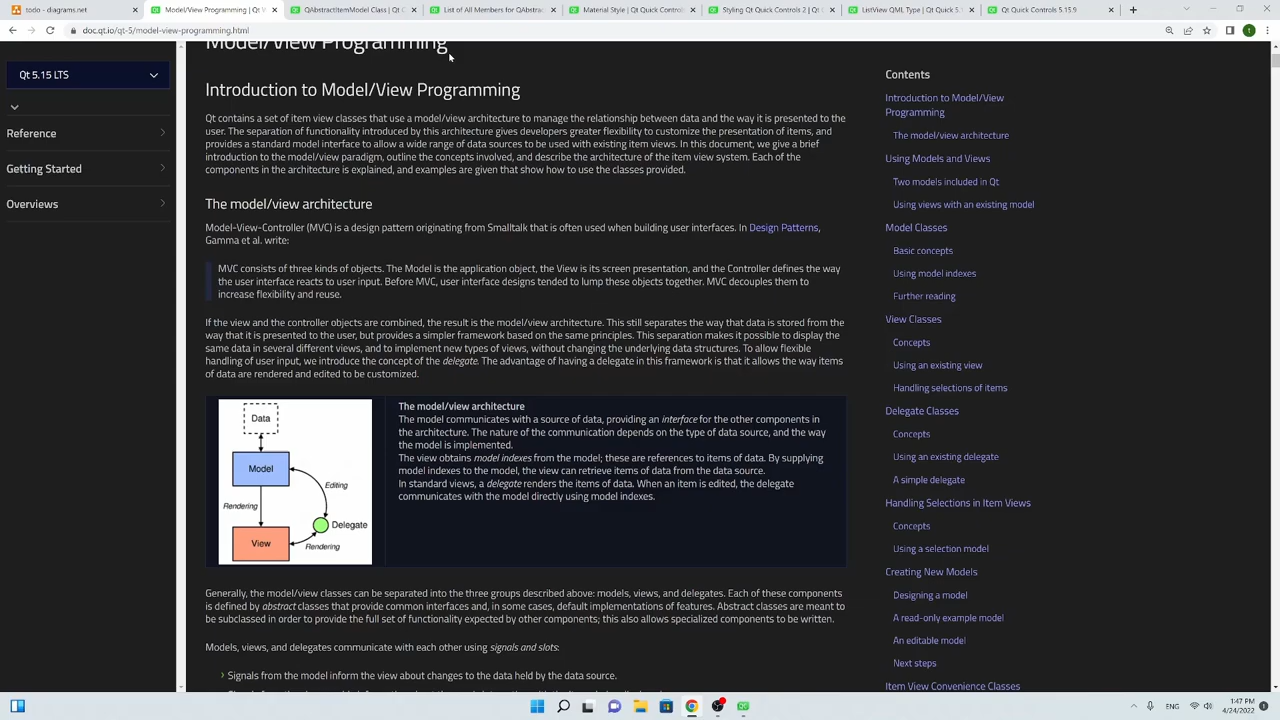 todo - diagrams.net
Model/View Programming | Qt W
QAbstractItemModel Class | Qt C
List of All Members for QAbstrac
Material Style | Qt Quick Controls
Styling Qt Quick Controls 2 | Qt Q
ListView QML Type | Qt Quick 5.1
Qt Quick Controls 5.15.9
doc.qt.io/qt-5/model-view-programming.html
Model/View Programming
Qt 5.15 LTS
Reference
Getting Started
Overviews
Introduction to Model/View Programming
Qt contains a set of item view classes that use a model/view architecture to manage the relationship between data and the way it is presented to the
user. The separation of functionality introduced by this architecture gives developers greater flexibility to customize the presentation of items, and
provides a standard model interface to allow a wide range of data sources to be used with existing item views. In this document, we give a brief
introduction to the model/view paradigm, outline the concepts involved, and describe the architecture of the item view system. Each of the
components in the architecture is explained, and examples are given that show how to use the classes provided.
The model/view architecture
Model-View-Controller (MVC) is a design pattern originating from Smalltalk that is often used when building user interfaces. In Design Patterns,
Gamma et al. write:
MVC consists of three kinds of objects. The Model is the application object, the View is its screen presentation, and the Controller defines the way
the user interface reacts to user input. Before MVC, user interface designs tended to lump these objects together. MVC decouples them to
increase flexibility and reuse.
If the view and the controller objects are combined, the result is the model/view architecture. This still separates the way that data is stored from the
way that it is presented to the user, but provides a simpler framework based on the same principles. This separation makes it possible to display the
same data in several different views, and to implement new types of views, without changing the underlying data structures. To allow flexible
handling of user input, we introduce the concept of the delegate. The advantage of having a delegate in this framework is that it allows the way items
of data are rendered and edited to be customized.
Data
Model
Editing
Rendering
Delegate
View
Rendering
The model/view architecture
The model communicates with a source of data, providing an interface for the other components in
the architecture. The nature of the communication depends on the type of data source, and the way
the model is implemented.
The view obtains model indexes from the model; these are references to items of data. By supplying
model indexes to the model, the view can retrieve items of data from the data source.
In standard views, a delegate renders the items of data. When an item is edited, the delegate
communicates with the model directly using model indexes.
Generally, the model/view classes can be separated into the three groups described above: models, views, and delegates. Each of these components
is defined by abstract classes that provide common interfaces and, in some cases, default implementations of features. Abstract classes are meant to
be subclassed in order to provide the full set of functionality expected by other components; this also allows specialized components to be written.
Models, views, and delegates communicate with each other using signals and slots:
Signals from the model inform the view about changes to the data held by the data source.
Contents
Introduction to Model/View
Programming
The model/view architecture
Using Models and Views
Two models included in Qt
Using views with an existing model
Model Classes
Basic concepts
Using model indexes
Further reading
View Classes
Concepts
Using an existing view
Handling selections of items
Delegate Classes
Concepts
Using an existing delegate
A simple delegate
Handling Selections in Item Views
Concepts
Using a selection model
Creating New Models
Designing a model
A read-only example model
An editable model
Next steps
Item View Convenience Classes
ENG
1:47 PM
4/24/2022